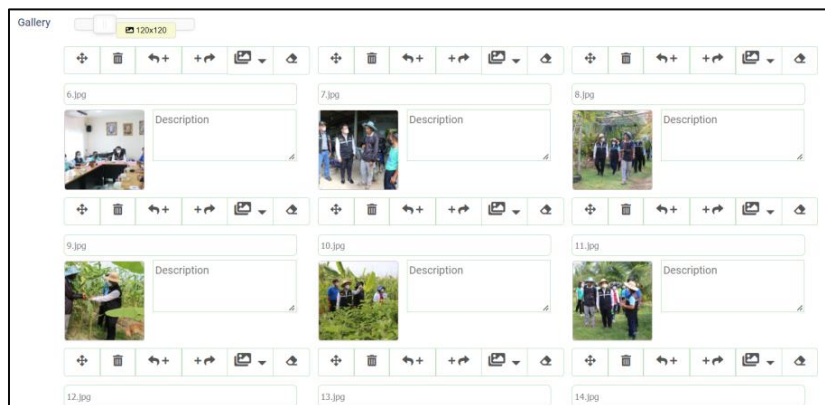 Gallery
120x120
6.jpg 7.jpg 8.jpg
Description Description Description
9.jpg 10.jpg 11.jpg
Description Description Description
12.jpg 13.jpg 14.jpg